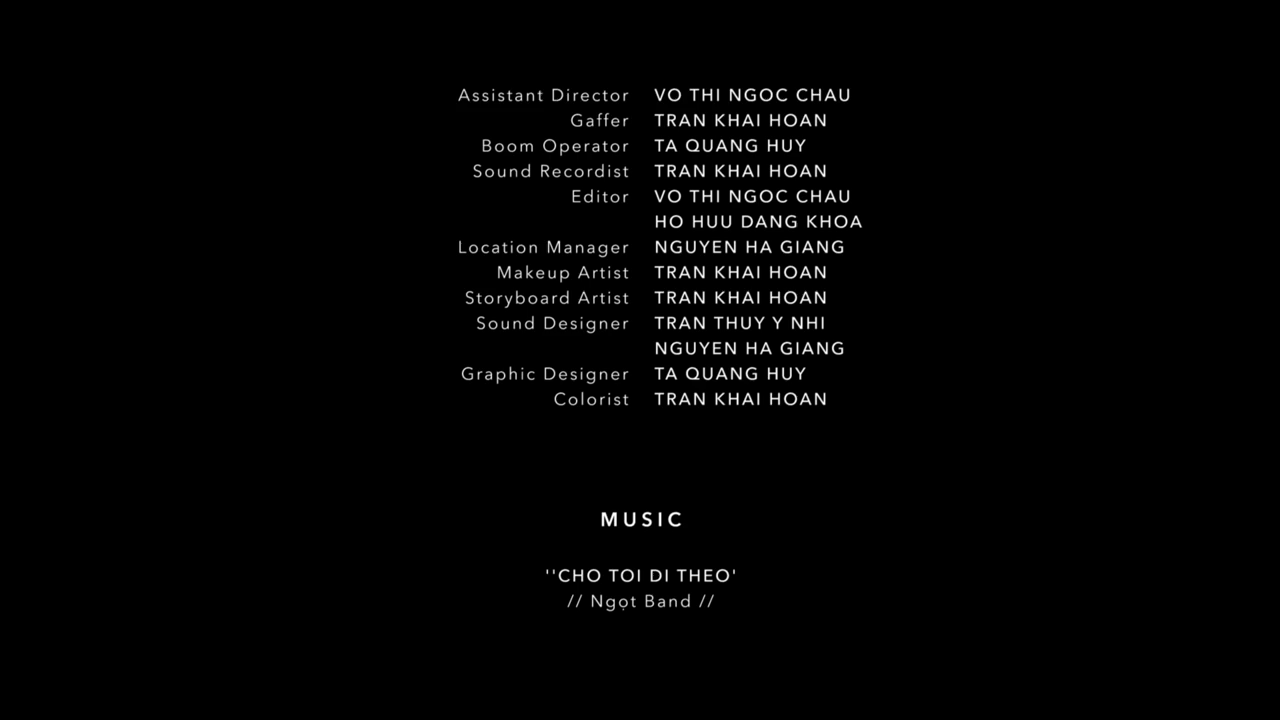 Assistant Director VO THI NGOC CHAU
Gaffer TRAN KHAI HOAN
Boom Operator TA QUANG HUY
Sound Recordist TRAN KHAI HOAN
Editor VO THI NGOC CHAU
HO HUU DANG KHOA
Location Manager NGUYEN HA GIANG
Makeup Artist TRAN KHAI HOAN
Storyboard Artist TRAN KHAI HOAN
Sound Designer TRAN THUY Y NHI
NGUYEN HA GIANG
Graphic Designer TA QUANG HUY
Colorist TRAN KHAI HOAN
MUSIC
''CHO TOI DI THEO'
// Ngọt Band //